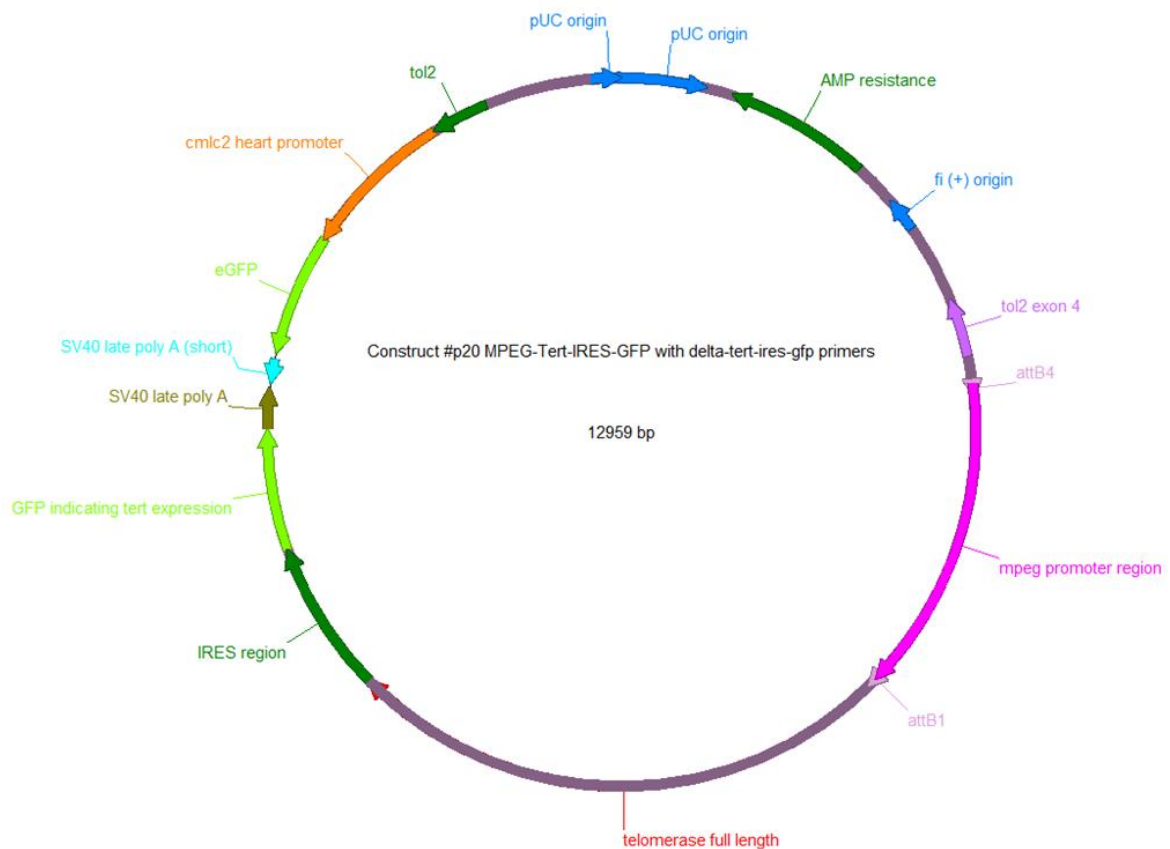 pUC origin
pUC origin
tol2
AMP resistance
cmlc2 heart promoter
fi (+) origin
eGFP
tol2 exon 4
SV40 late poly A (short)
Construct #p20 MPEG-Tert-IRES-GFP with delta-tert-ires-gfp primers
attB4
SV40 late poly A
12959 bp
GFP indicating tert expression
mpeg promoter region
IRES region
attB1
telomerase full length